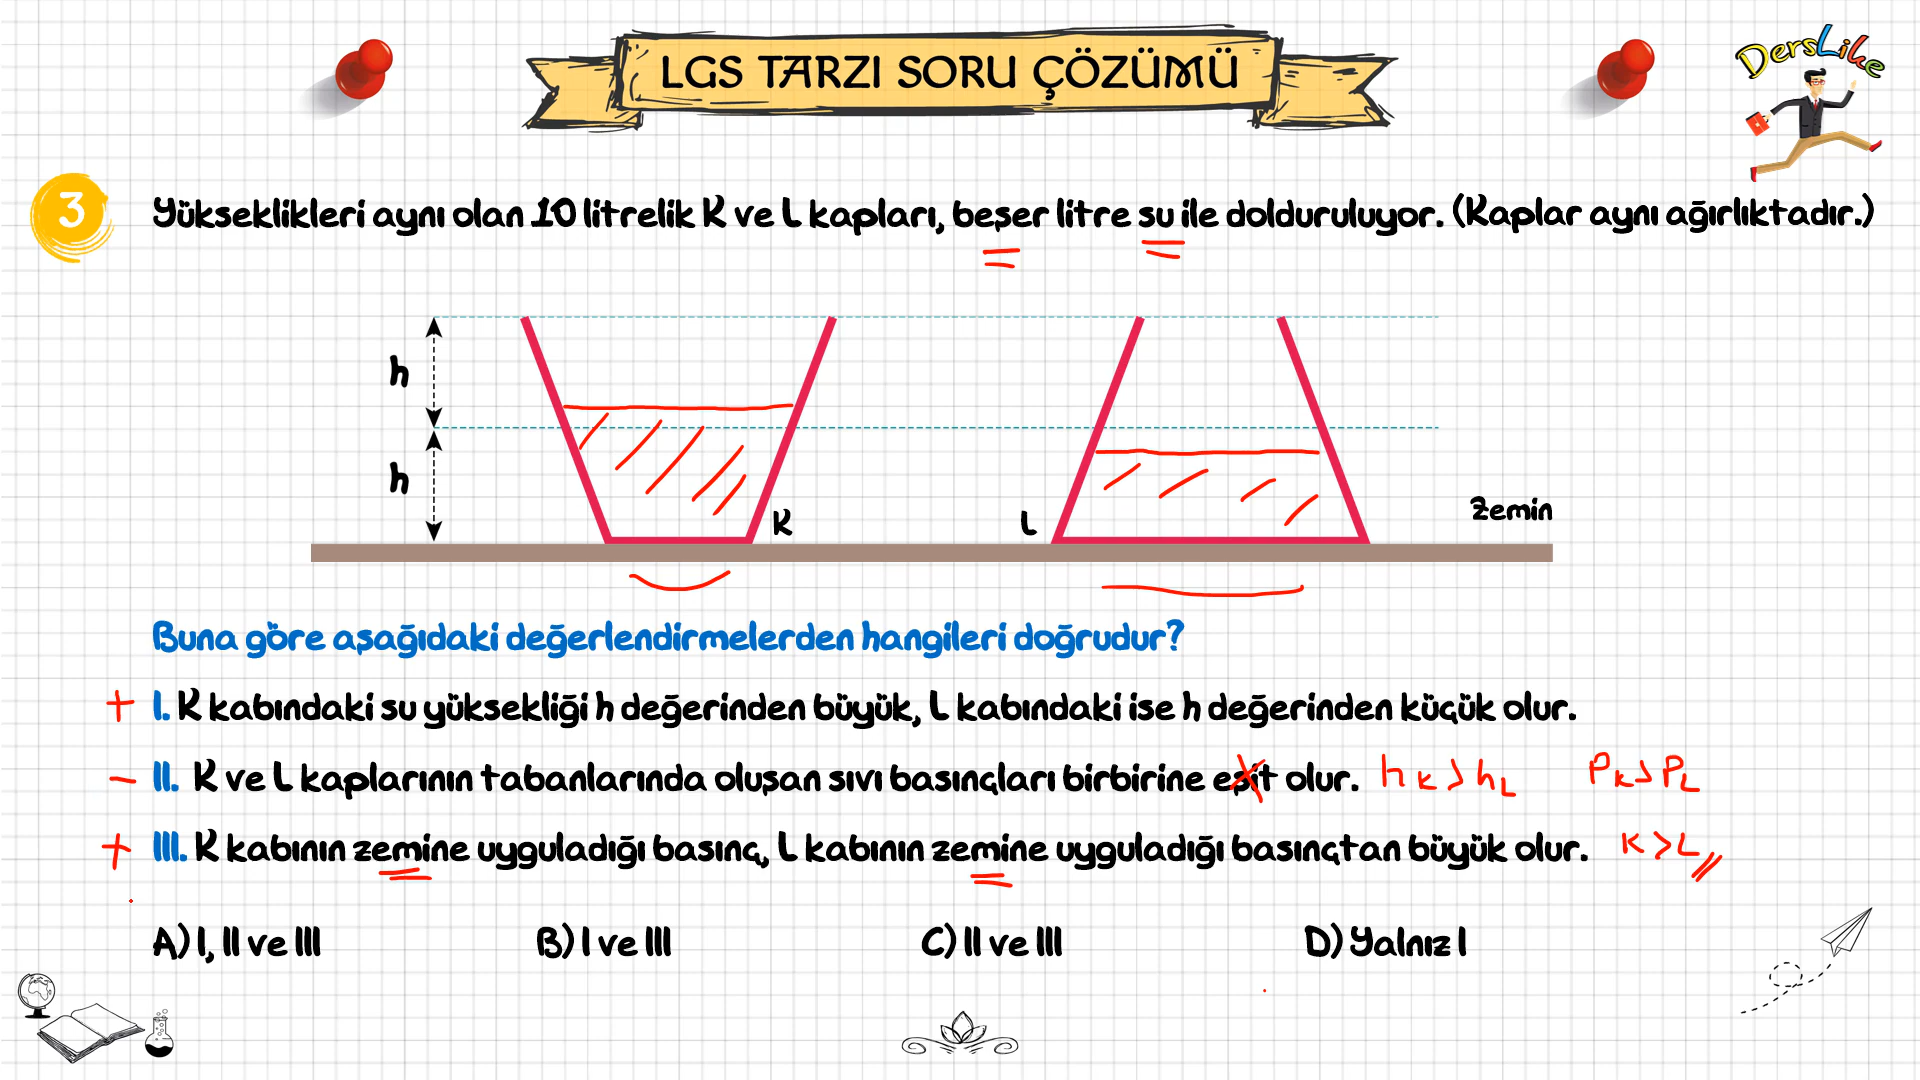 LGS TARZI SORU ÇÖZÜMÜ
DersLike
3
Yükseklikleri aynı olan 10 litrelik K ve L kapları, beşer litre su ile dolduruluyor. (Kaplar aynı ağırlıktadır.)
h
h
K
L
Zemin
Buna göre aşağıdaki değerlendirmelerden hangileri doğrudur?
+ I. K kabındaki su yüksekliği h değerinden büyük, L kabındaki ise h değerinden küçük olur.
- II. K ve L kaplarının tabanlarında oluşan sıvı basınçları birbirine eşit olur. hK > hL PK > PL
+ III. K kabının zemine uyguladığı basınç, L kabının zemine uyguladığı basınçtan büyük olur. K > L
A) I, II ve III B) I ve III C) II ve III D) Yalnız I